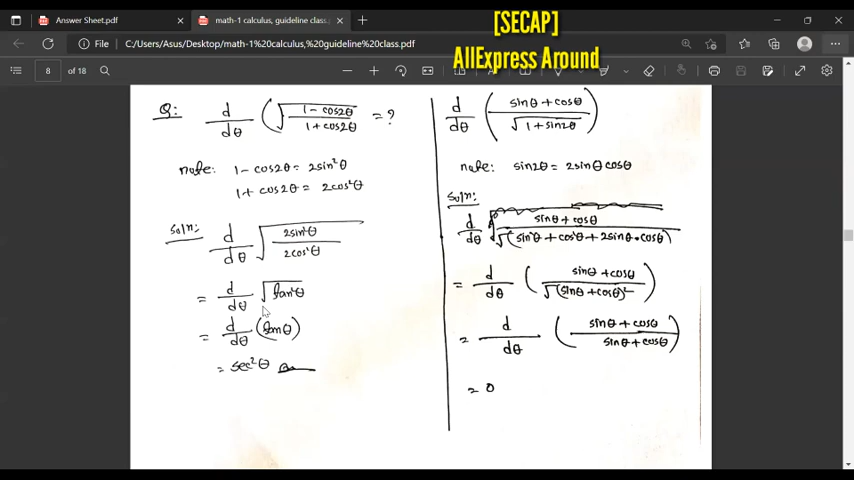 [SECAP]
AllExpress Around
Answer Sheet.pdf
math-1 calculus, guideline class.p
File
C:/Users/Asus/Desktop/math-1%20calculus,%20guideline%20class.pdf
8 of 18
Q: d/dθ (√(1 - cos2θ / 1 + cos2θ) = ?
note: 1 - cos2θ = 2sin²θ
1 + cos2θ = 2cos²θ
Soln:
d/dθ √(2sin²θ / 2cos²θ)
= d/dθ √tan²θ
= d/dθ (tanθ)
= sec²θ
d/dθ (sinθ + cosθ / √(1 + sin2θ))
note: sin2θ = 2sinθ cosθ
Soln:
d/dθ sinθ + cosθ / √(sin²θ + cos²θ + 2sinθ • cosθ)
= d/dθ (sinθ + cosθ / √(sinθ + cosθ)²)
= d/dθ (sinθ + cosθ / sinθ + cosθ)
= 0